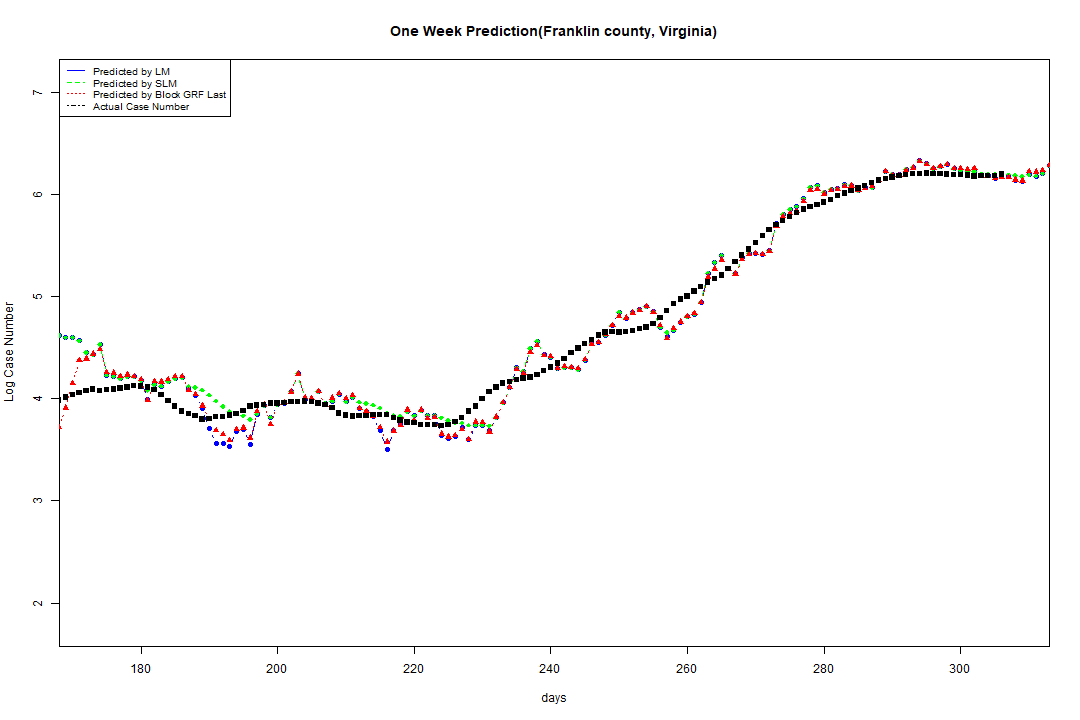 One Week Prediction(Franklin county, Virginia)
Predicted by LM
Predicted by SLM
Predicted by Block GRF Last
Actual Case Number
7
6
5
4
3
2
Log Case Number
180 200 220 240 260 280 300
days